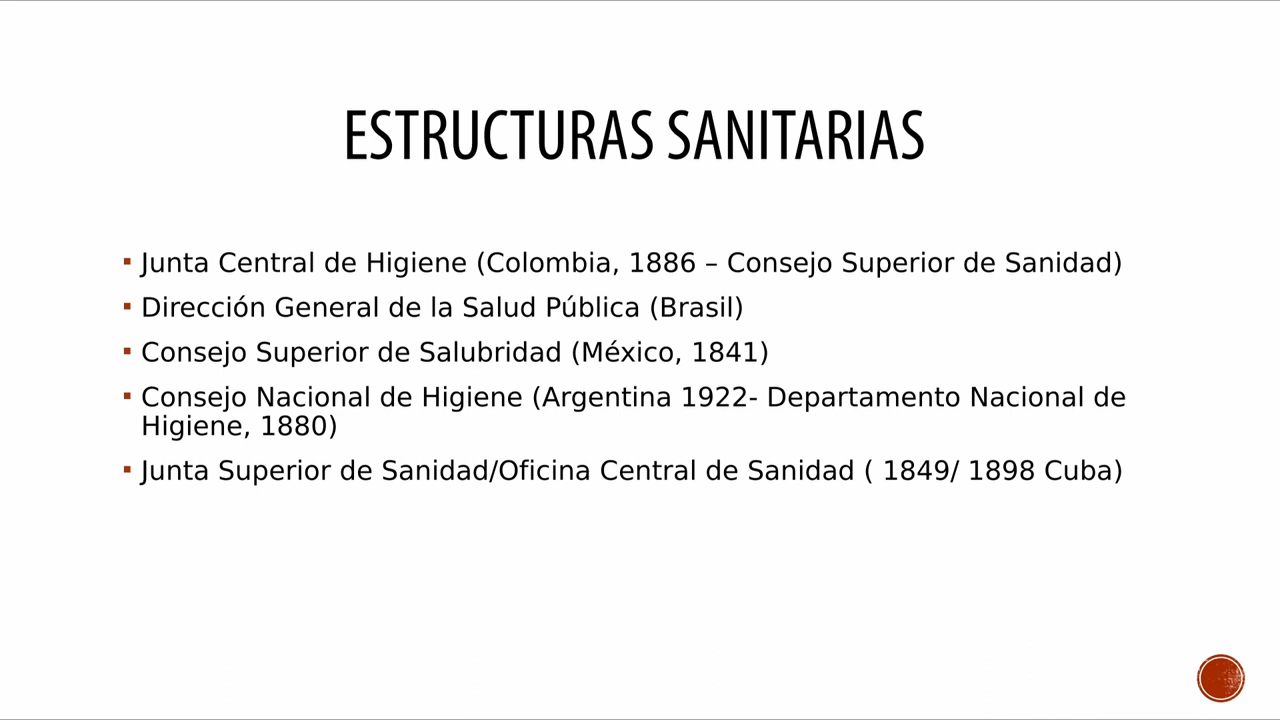 ESTRUCTURAS SANITARIAS
▪ Junta Central de Higiene (Colombia, 1886 – Consejo Superior de Sanidad)
▪ Dirección General de la Salud Pública (Brasil)
▪ Consejo Superior de Salubridad (México, 1841)
▪ Consejo Nacional de Higiene (Argentina 1922- Departamento Nacional de
Higiene, 1880)
▪ Junta Superior de Sanidad/Oficina Central de Sanidad ( 1849/ 1898 Cuba)